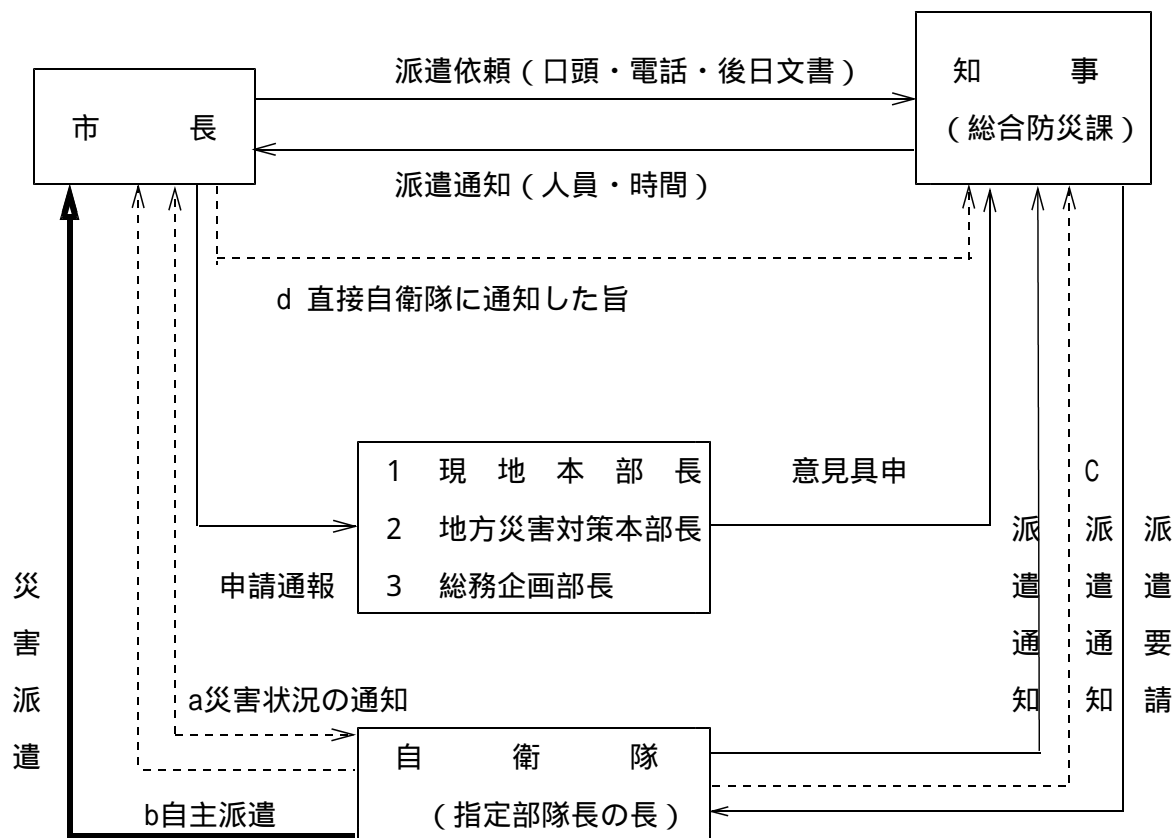 派遣依頼（口頭・電話・後日文書）
知　　事
市　　長
（総合防災課）
派遣通知（人員・時間）
d 直接自衛隊に通知した旨
1　現　地　本　部　長
2　地方災害対策本部長
3　総務企画部長
意見具申
申請通報
災害派遣
派遣通知
C派遣通知
派遣要請
a災害状況の通知
自　　衛　　隊
（指定部隊長の長）
b自主派遣